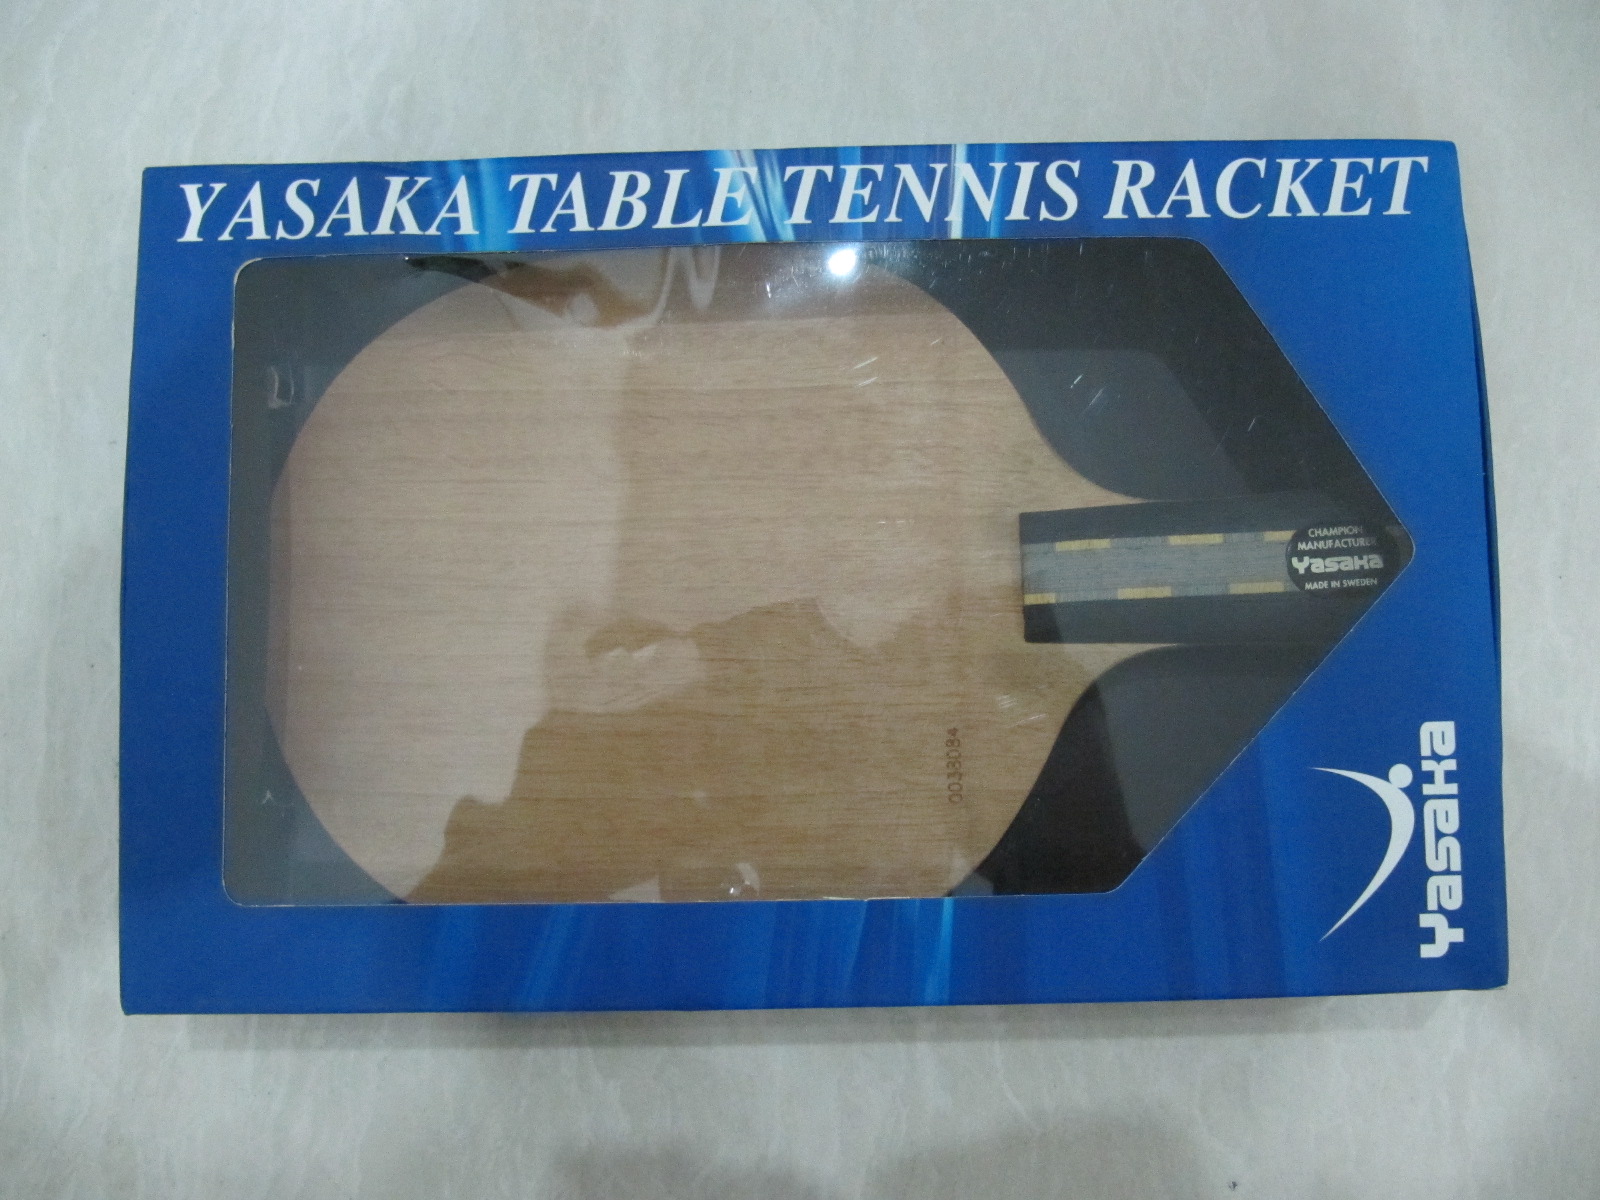 YASAKA TABLE TENNIS RACKET
CHAMPION
MANUFACTURER
Yasaka
MADE IN SWEDEN
0038084
Yasaka